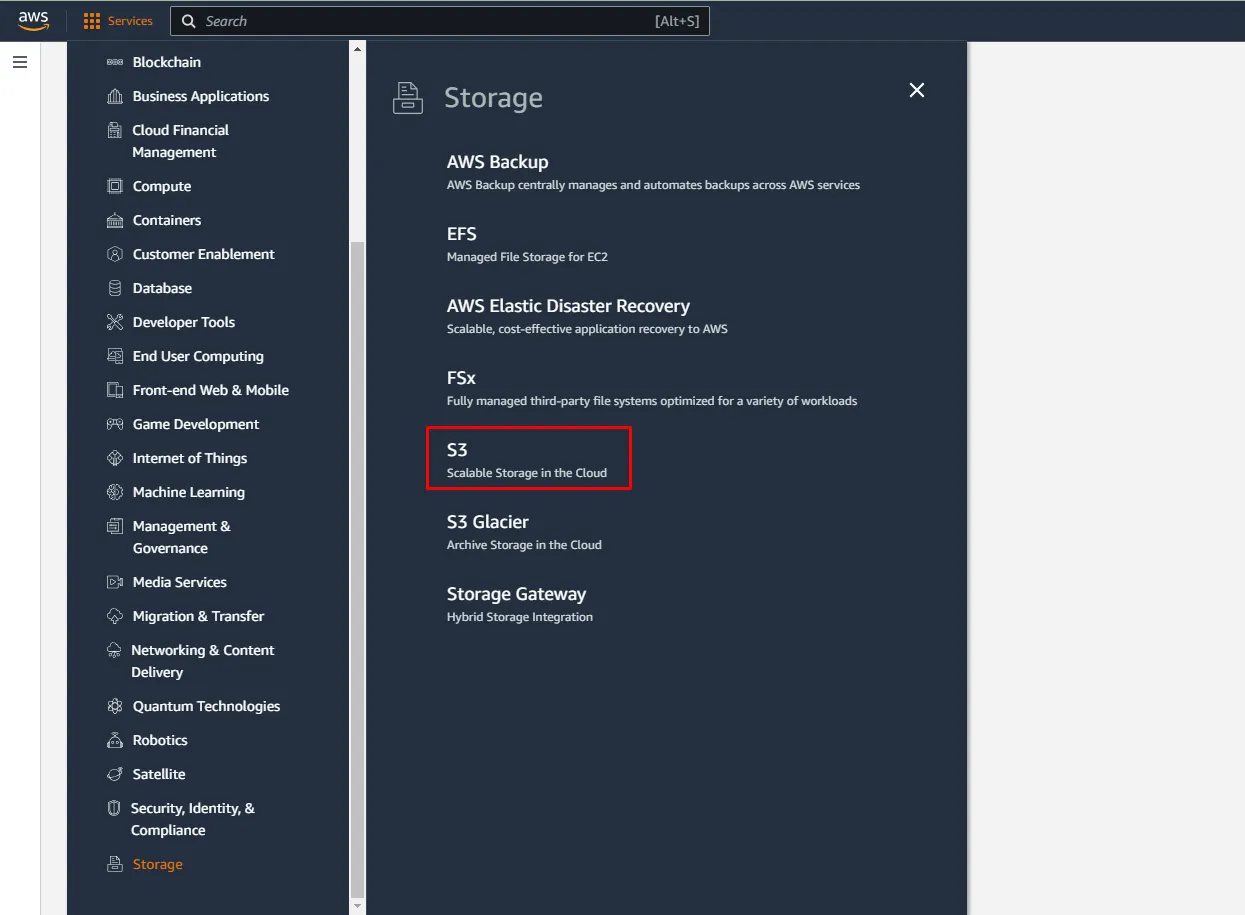 aws
Services
Search
[Alt+S]
Blockchain
Business Applications
Cloud Financial
Management
Compute
Containers
Customer Enablement
Database
Developer Tools
End User Computing
Front-end Web & Mobile
Game Development
Internet of Things
Machine Learning
Management &
Governance
Media Services
Migration & Transfer
Networking & Content
Delivery
Quantum Technologies
Robotics
Satellite
Security, Identity, &
Compliance
Storage
Storage
AWS Backup
AWS Backup centrally manages and automates backups across AWS services
EFS
Managed File Storage for EC2
AWS Elastic Disaster Recovery
Scalable, cost-effective application recovery to AWS
FSx
Fully managed third-party file systems optimized for a variety of workloads
S3
Scalable Storage in the Cloud
S3 Glacier
Archive Storage in the Cloud
Storage Gateway
Hybrid Storage Integration